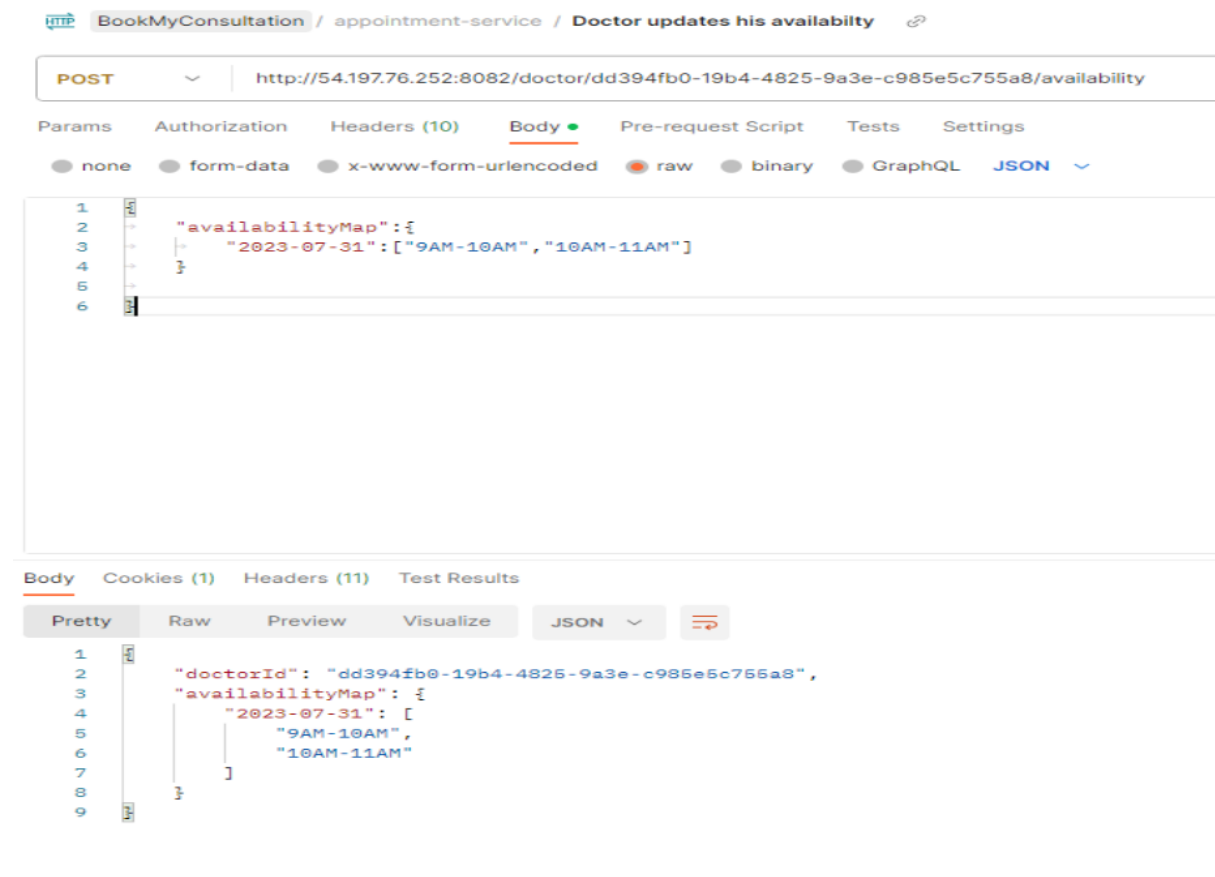 HTTP BookMyConsultation / appointment-service / Doctor updates his availabilty
POST http://54.197.76.252:8082/doctor/dd394fb0-19b4-4825-9a3e-c985e5c755a8/availability
Params Authorization Headers (10) Body Pre-request Script Tests Settings
none form-data x-www-form-urlencoded raw binary GraphQL JSON
1 {
2 "availabilityMap":{
3 "2023-07-31":["9AM-10AM","10AM-11AM"]
4 }
5
6 }
Body Cookies (1) Headers (11) Test Results
Pretty Raw Preview Visualize JSON
1 {
2 "doctorId": "dd394fb0-19b4-4825-9a3e-c985e5c755a8",
3 "availabilityMap": {
4 "2023-07-31": [
5 "9AM-10AM",
6 "10AM-11AM"
7 ]
8 }
9 }